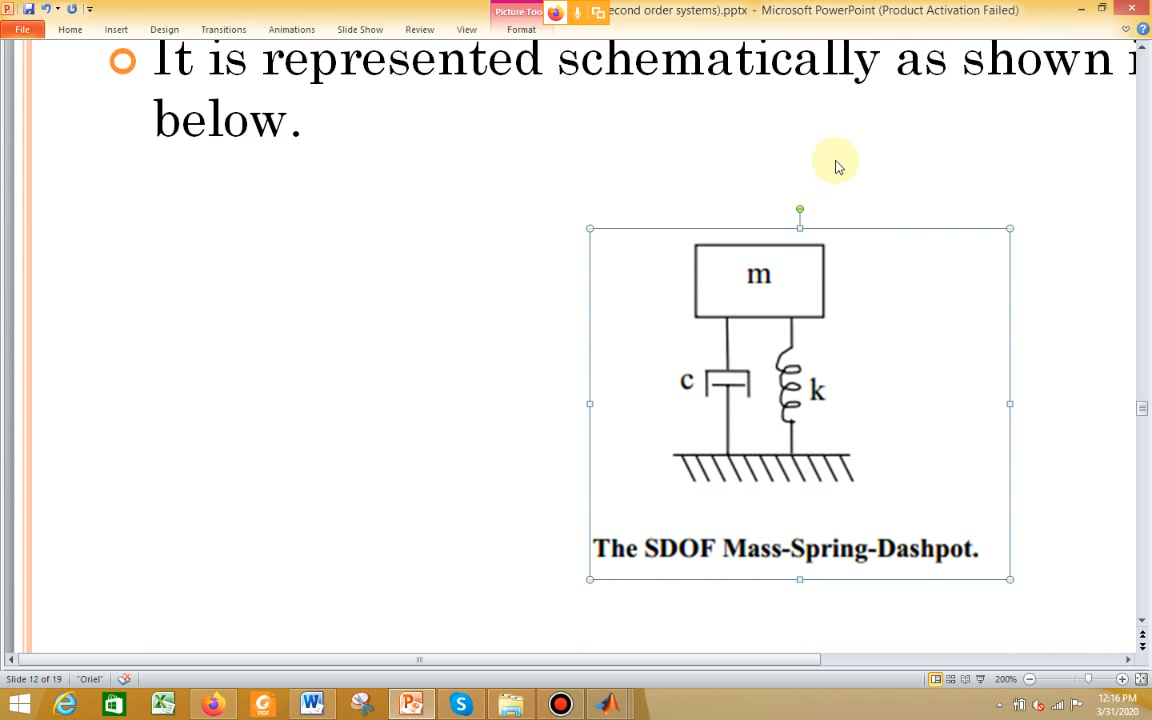 econd order systems).pptx - Microsoft PowerPoint (Product Activation Failed)
Picture Too
File Home Insert Design Transitions Animations Slide Show Review View Format
It is represented schematically as shown
below.
m
c
k
The SDOF Mass-Spring-Dashpot.
Slide 12 of 19 "Oriel" 200%
12:16 PM
3/31/2020